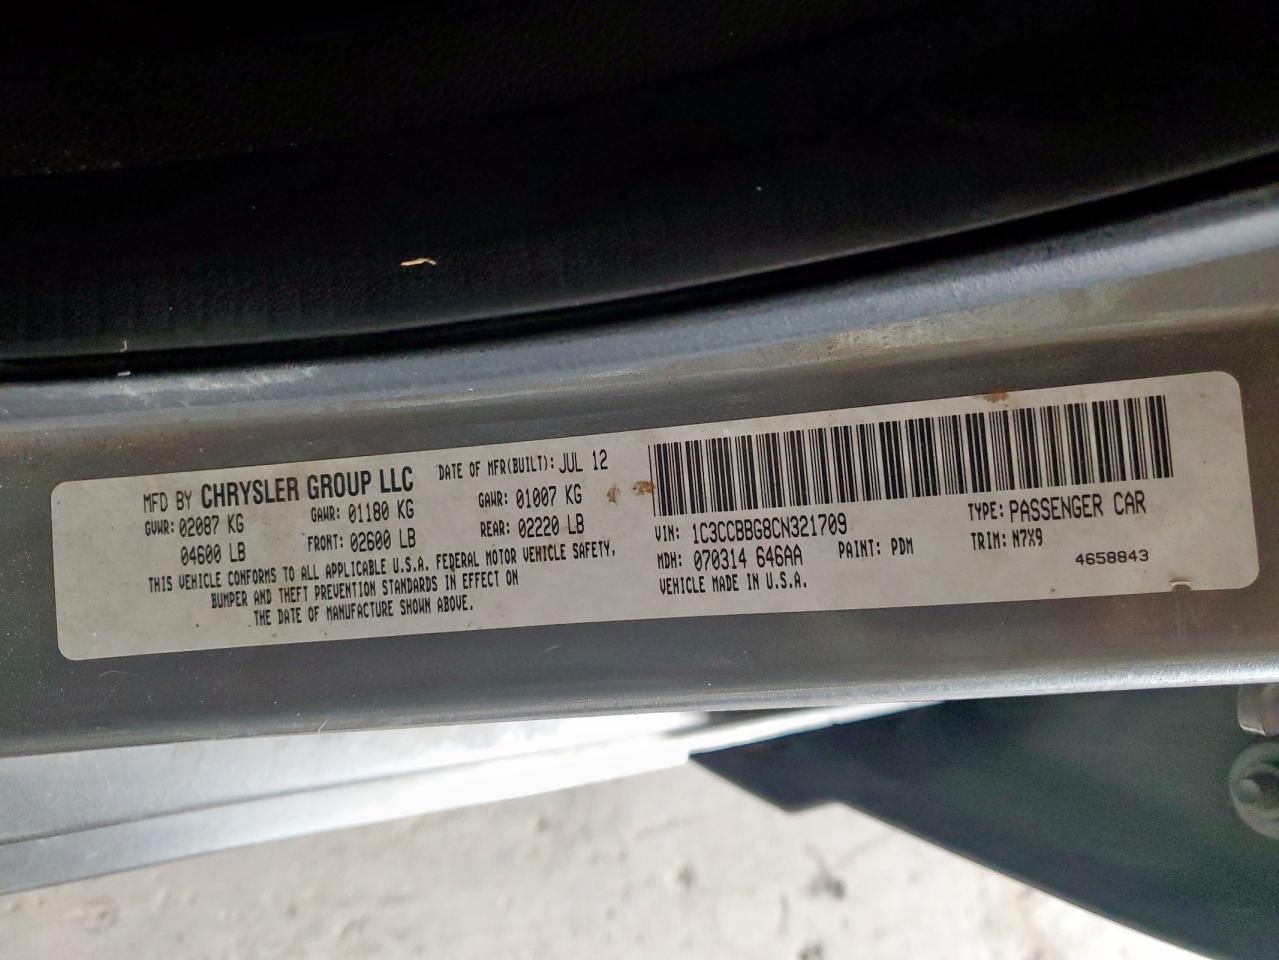 MFD BY CHRYSLER GROUP LLC DATE OF MFR(BUILT): JUL 12
GVWR: 02087 KG GAWR: 01180 KG GAWR: 01007 KG
04600 LB FRONT: 02600 LB REAR: 02220 LB
THIS VEHICLE CONFORMS TO ALL APPLICABLE U.S.A. FEDERAL MOTOR VEHICLE SAFETY,
BUMPER AND THEFT PREVENTION STANDARDS IN EFFECT ON
THE DATE OF MANUFACTURE SHOWN ABOVE.
VIN: 1C3CCBBG8CN321709 TYPE: PASSENGER CAR
MDH: 070314 646AA PAINT: PDM TRIM: N7X9
VEHICLE MADE IN U.S.A. 4658843